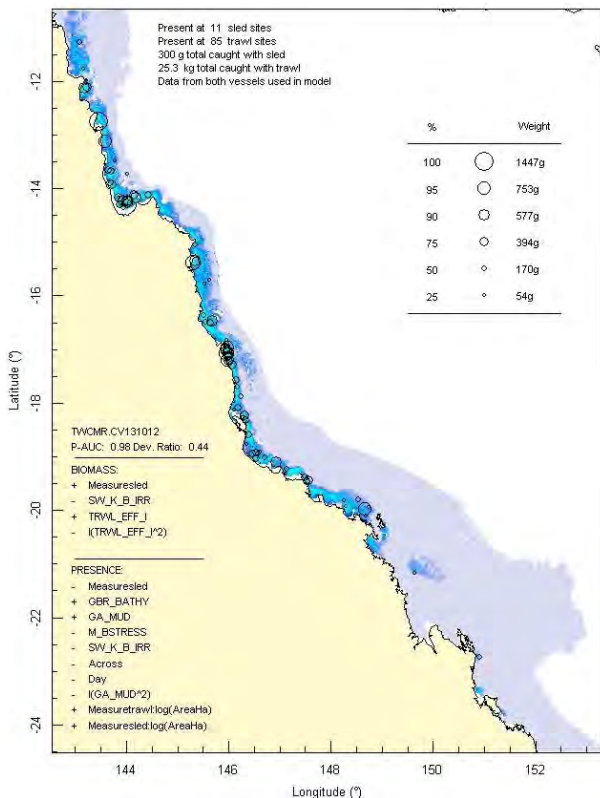 Present at 11 sled sites
Present at 85 trawl sites
300 g total caught with sled
25.3 kg total caught with trawl
Data from both vessels used in model
% Weight
100 1447g
95 753g
90 577g
75 394g
50 170g
25 54g
-12
-14
-16
-18
-20
-22
-24
Latitude (º)
TWCMR.CV131012
P-AUC: 0.98 Dev. Ratio: 0.44
BIOMASS:
+ Measuresled
- SW_K_B_IRR
+ TRWL_EFF_I
- I(TRWL_EFF_I^2)
PRESENCE:
- Measuresled
+ GBR_BATHY
+ GA_MUD
- M_BSTRESS
- SW_K_B_IRR
- Across
- Day
- I(GA_MUD^2)
+ Measuretrawl:log(AreaHa)
+ Measuresled:log(AreaHa)
144 146 148 150 152
Longitude (º)